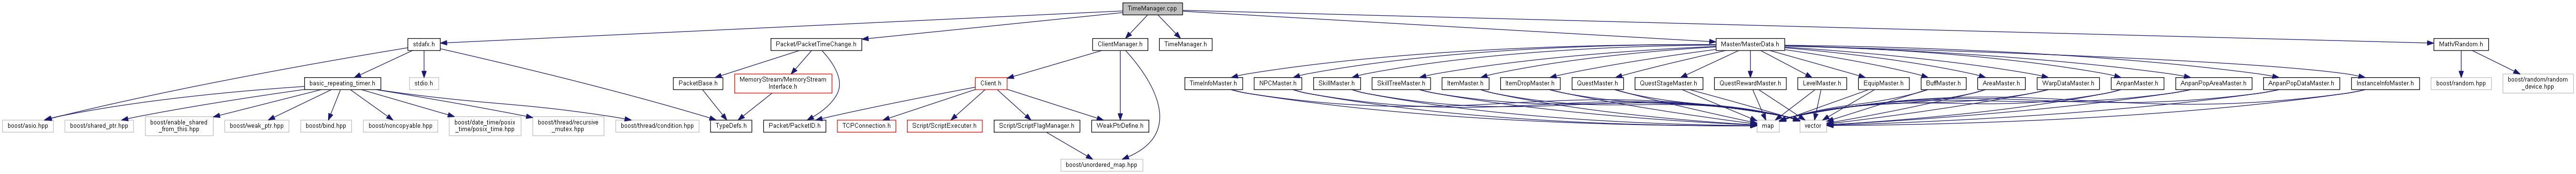 TimeManager.cpp
stdafx.h
Packet/PacketTimeChange.h
ClientManager.h
TimeManager.h
Master/MasterData.h
Math/Random.h
basic_repeating_timer.h
stdio.h
PacketBase.h
MemoryStream/MemoryStream
Interface.h
Client.h
TimeInfoMaster.h
NPCMaster.h
SkillMaster.h
SkillTreeMaster.h
ItemMaster.h
ItemDropMaster.h
QuestMaster.h
QuestStageMaster.h
QuestRewardMaster.h
LevelMaster.h
EquipMaster.h
BuffMaster.h
AreaMaster.h
WarpDataMaster.h
AnpanMaster.h
AnpanPopAreaMaster.h
AnpanPopDataMaster.h
InstanceInfoMaster.h
boost/random.hpp
boost/random/random
_device.hpp
boost/asio.hpp
boost/shared_ptr.hpp
boost/enable_shared
_from_this.hpp
boost/weak_ptr.hpp
boost/bind.hpp
boost/noncopyable.hpp
boost/date_time/posix
_time/posix_time.hpp
boost/thread/recursive
_mutex.hpp
boost/thread/condition.hpp
TypeDefs.h
Packet/PacketID.h
TCPConnection.h
Script/ScriptExecuter.h
Script/ScriptFlagManager.h
WeakPtrDefine.h
map
vector
boost/unordered_map.hpp